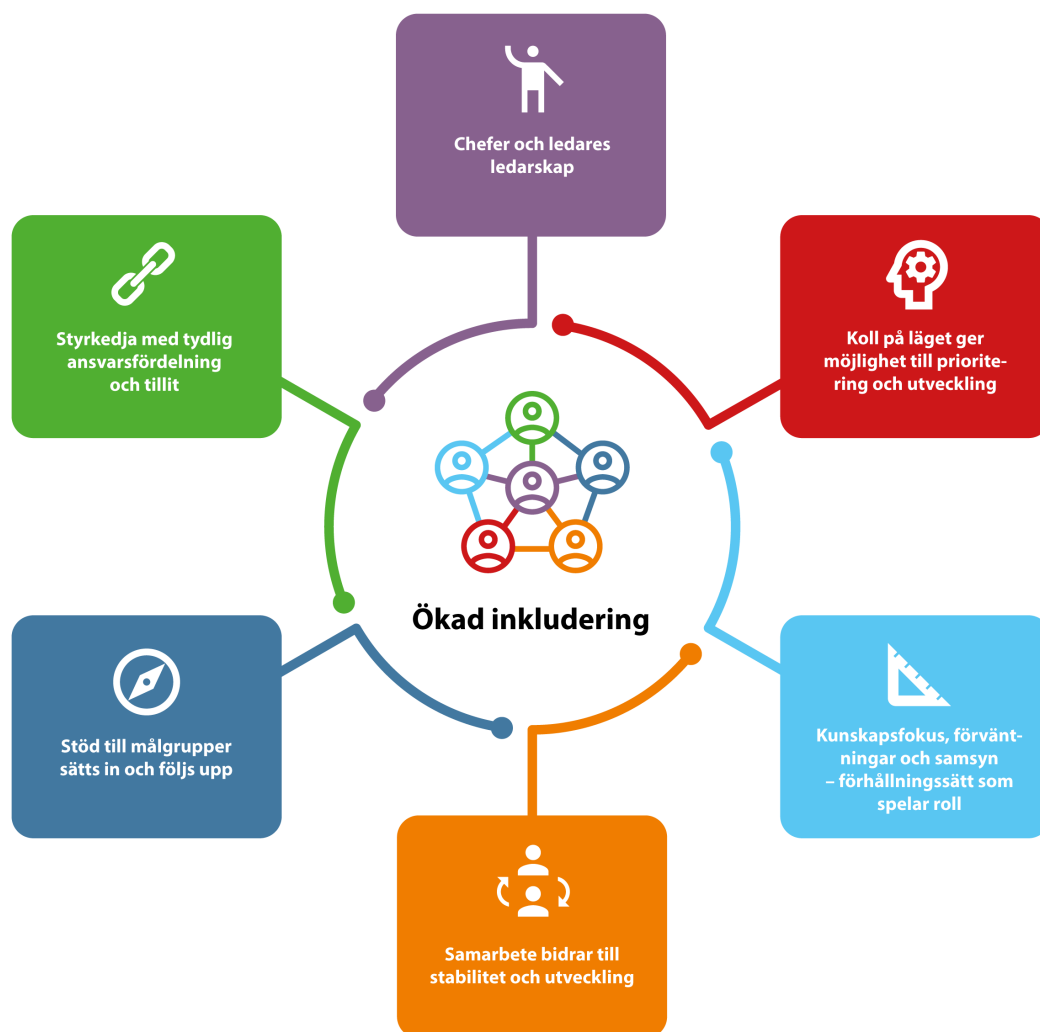 Chefer och ledares
ledarskap
Styrkedja med tydlig
ansvarsfördelning
och tillit
Koll på läget ger
möjlighet till priorite-
ring och utveckling
Ökad inkludering
Stöd till målgrupper
sätts in och följs upp
Kunskapsfokus, förvänt-
ningar och samsyn
– förhållningssätt som
spelar roll
Samarbete bidrar till
stabilitet och utveckling